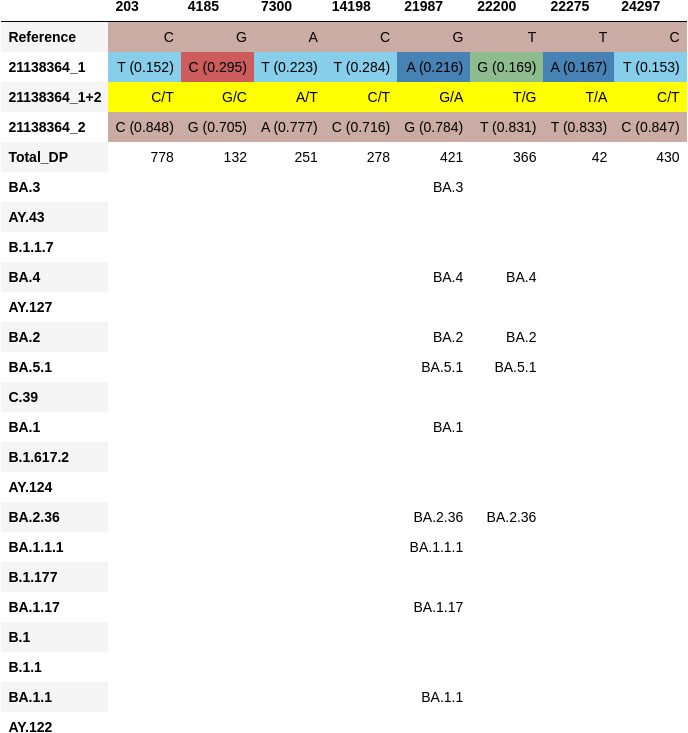 203 4185 7300 14198 21987 22200 22275 24297
Reference C G A C G T T C
21138364_1 T (0.152) C (0.295) T (0.223) T (0.284) A (0.216) G (0.169) A (0.167) T (0.153)
21138364_1+2 C/T G/C A/T C/T G/A T/G T/A C/T
21138364_2 C (0.848) G (0.705) A (0.777) C (0.716) G (0.784) T (0.831) T (0.833) C (0.847)
Total_DP 778 132 251 278 421 366 42 430
BA.3 BA.3
AY.43
B.1.1.7
BA.4 BA.4 BA.4
AY.127
BA.2 BA.2 BA.2
BA.5.1 BA.5.1 BA.5.1
C.39
BA.1 BA.1
B.1.617.2
AY.124
BA.2.36 BA.2.36 BA.2.36
BA.1.1.1 BA.1.1.1
B.1.177
BA.1.17 BA.1.17
B.1
B.1.1
BA.1.1 BA.1.1
AY.122